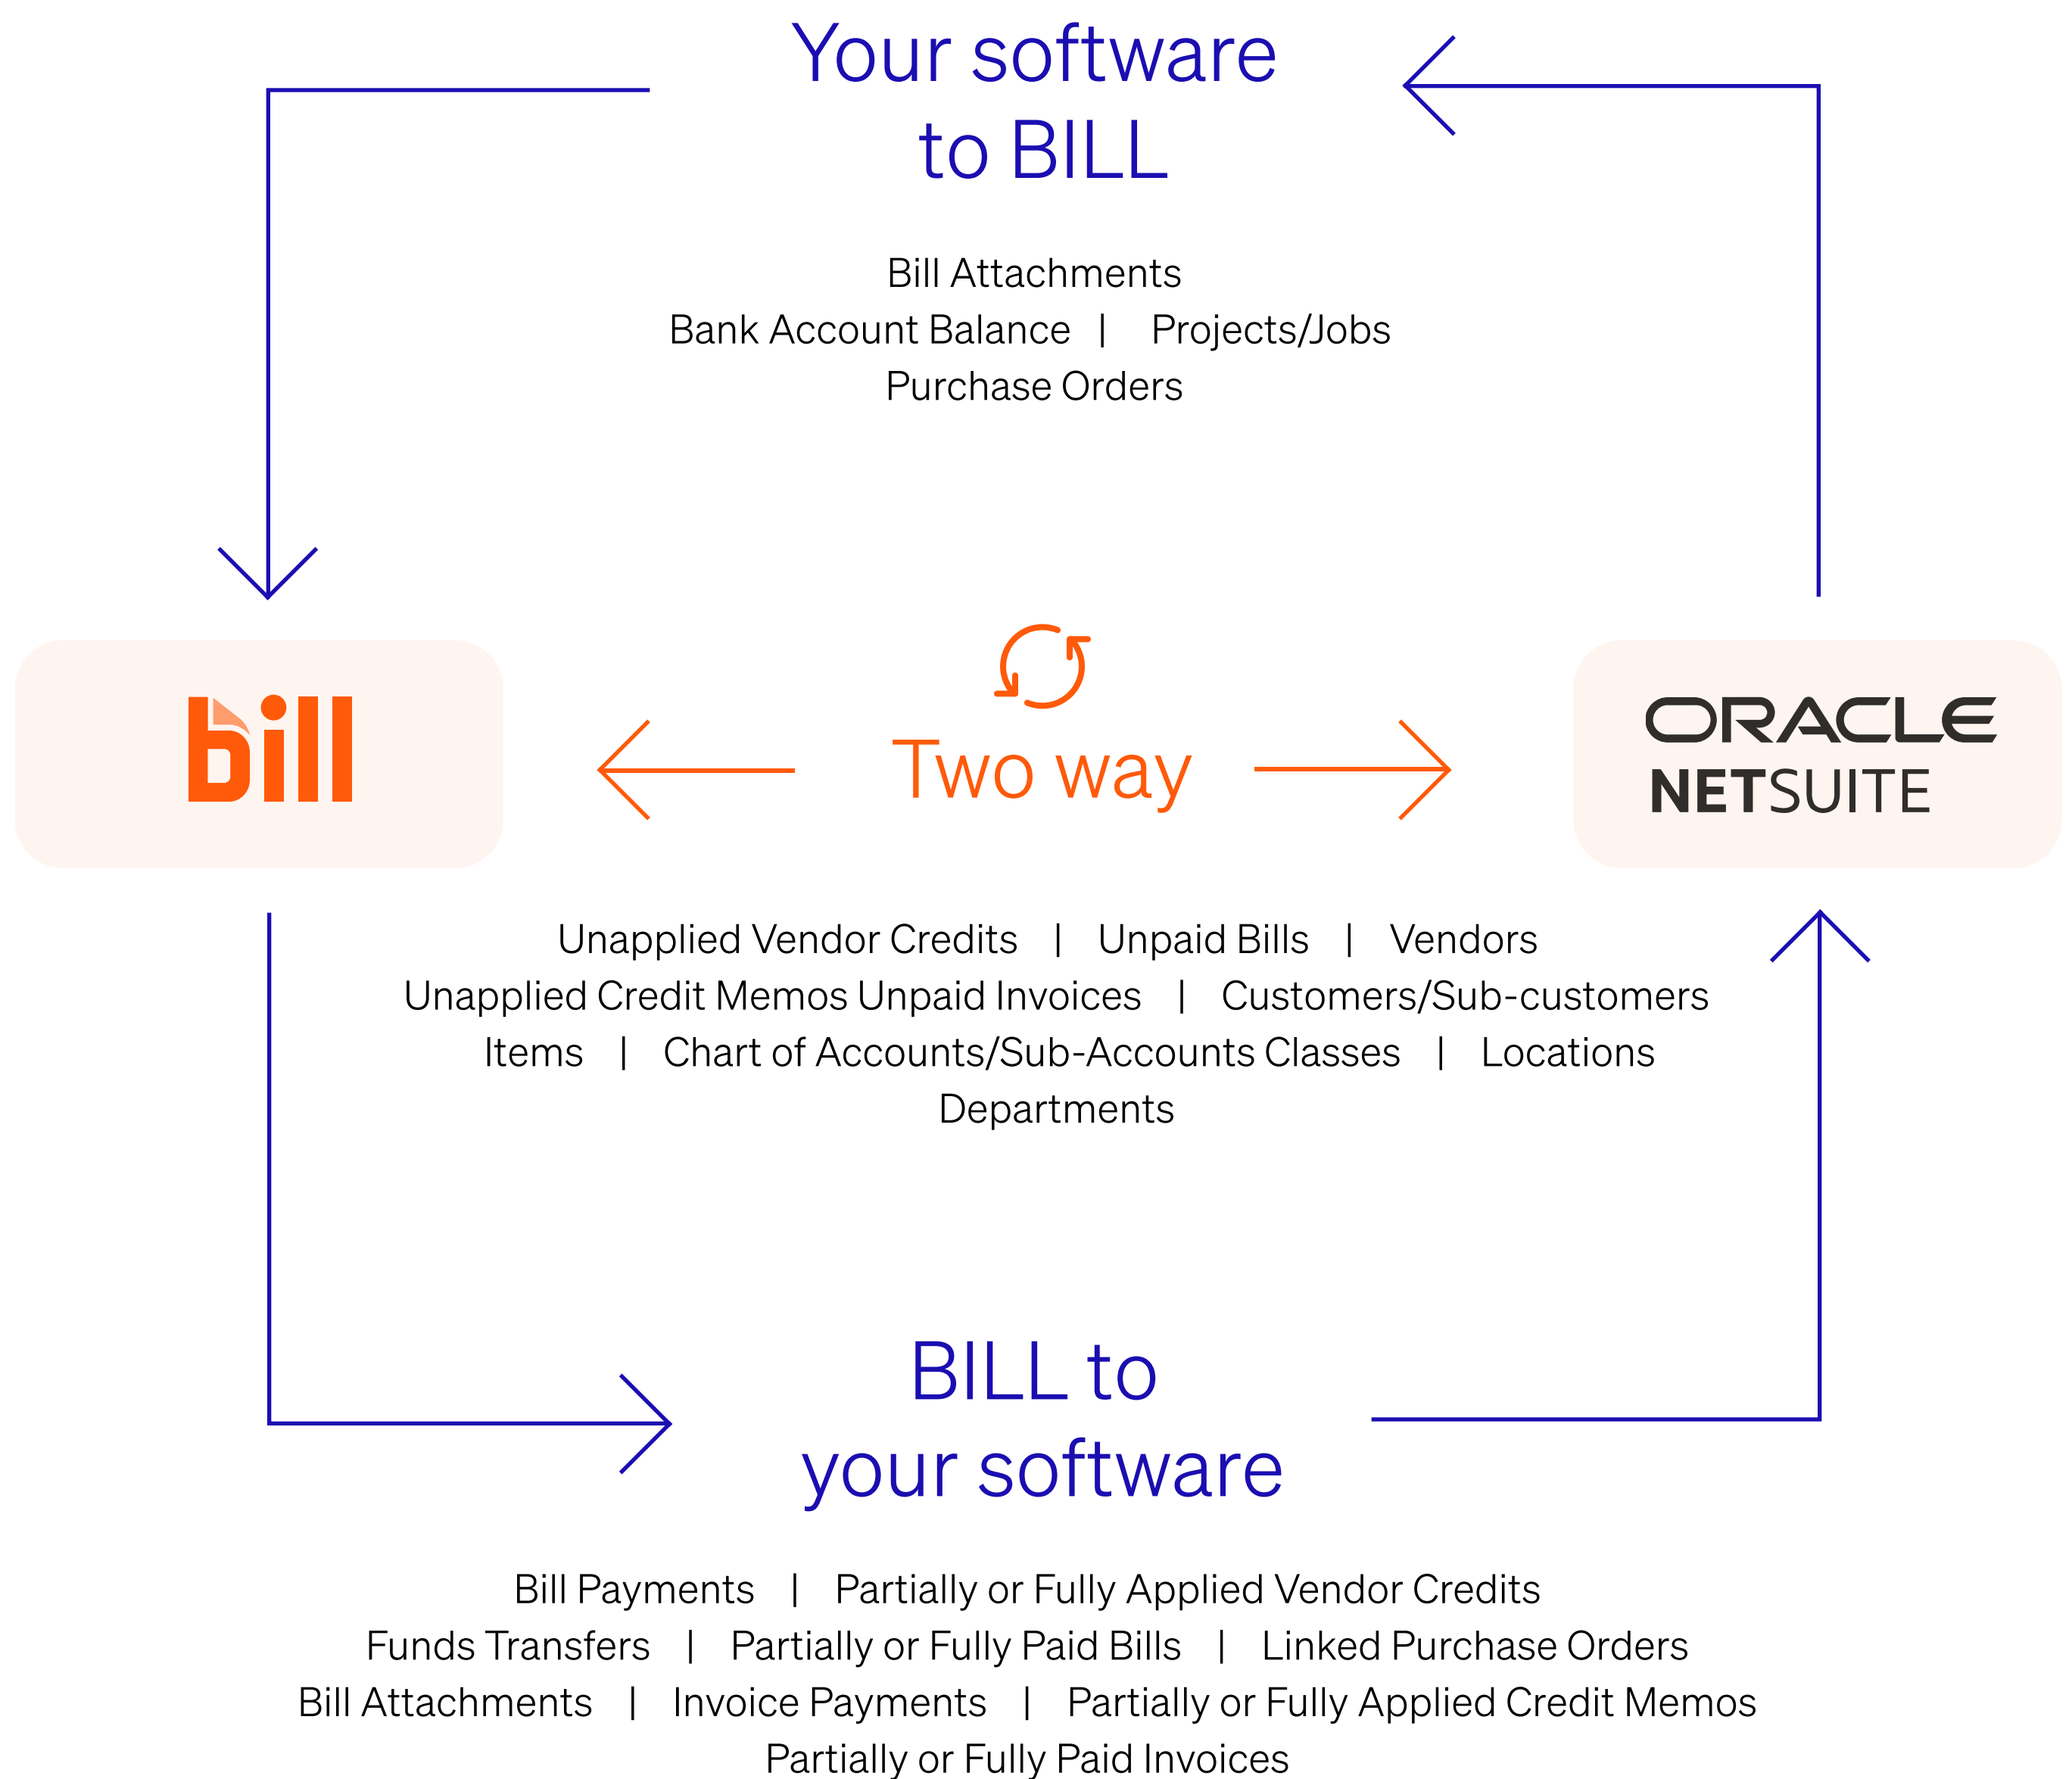 Your software
to BILL
Bill Attachments
Bank Account Balance | Projects/Jobs
Purchase Orders
bill
Two way
ORACLE
NETSUITE
Unapplied Vendor Credits | Unpaid Bills | Vendors
Unapplied Credit Memos Unpaid Invoices | Customers/Sub-customers
Items | Chart of Accounts/Sub-Accounts Classes | Locations
Departments
BILL to
your software
Bill Payments | Partially or Fully Applied Vendor Credits
Funds Transfers | Partially or Fully Paid Bills | Linked Purchase Orders
Bill Attachments | Invoice Payments | Partially or Fully Applied Credit Memos
Partially or Fully Paid Invoices